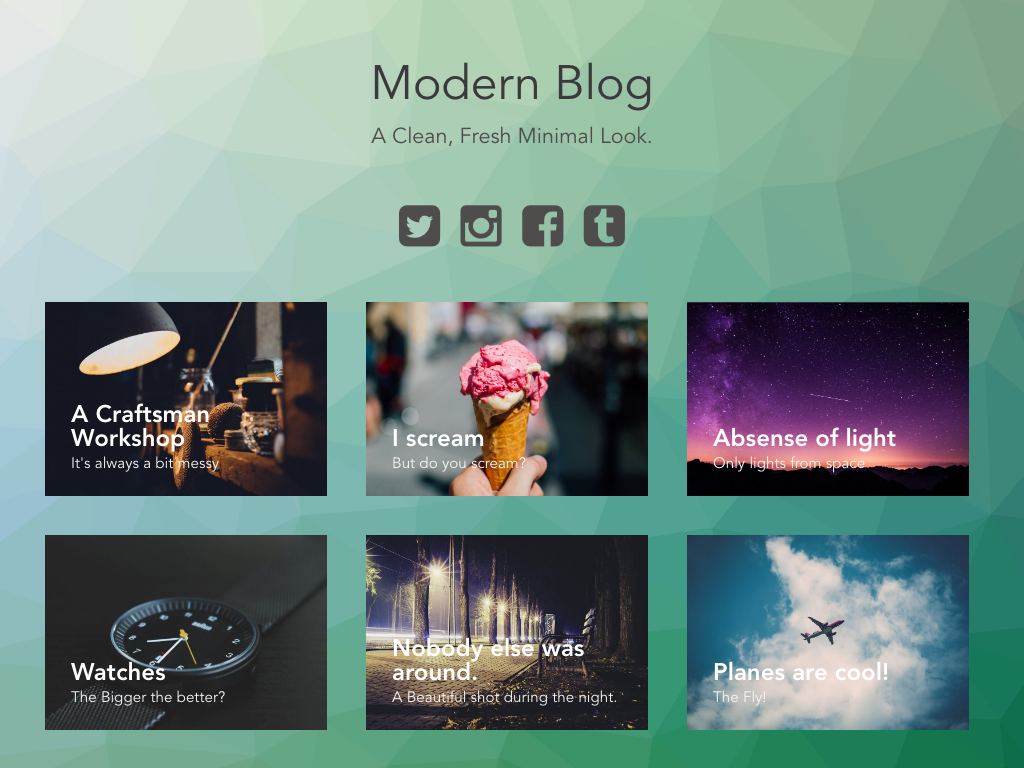 Modern Blog
A Clean, Fresh Minimal Look.
A Craftsman
Workshop
It's always a bit messy
I scream
But do you scream?
Absense of light
Only lights from space
Watches
The Bigger the better?
Nobody else was
around.
A Beautiful shot during the night.
Planes are cool!
The Fly!